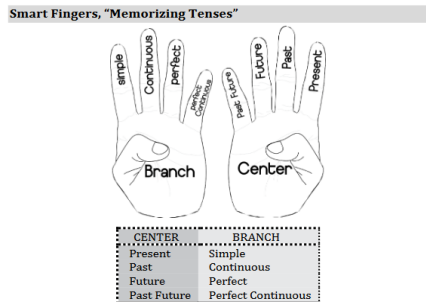 Smart Fingers, “Memorizing Tenses”
simple
Continuous
perfect
perfect Continuous
Past Future
Future
Past
Present
Branch
Center
CENTER BRANCH
Present Simple
Past Continuous
Future Perfect
Past Future Perfect Continuous